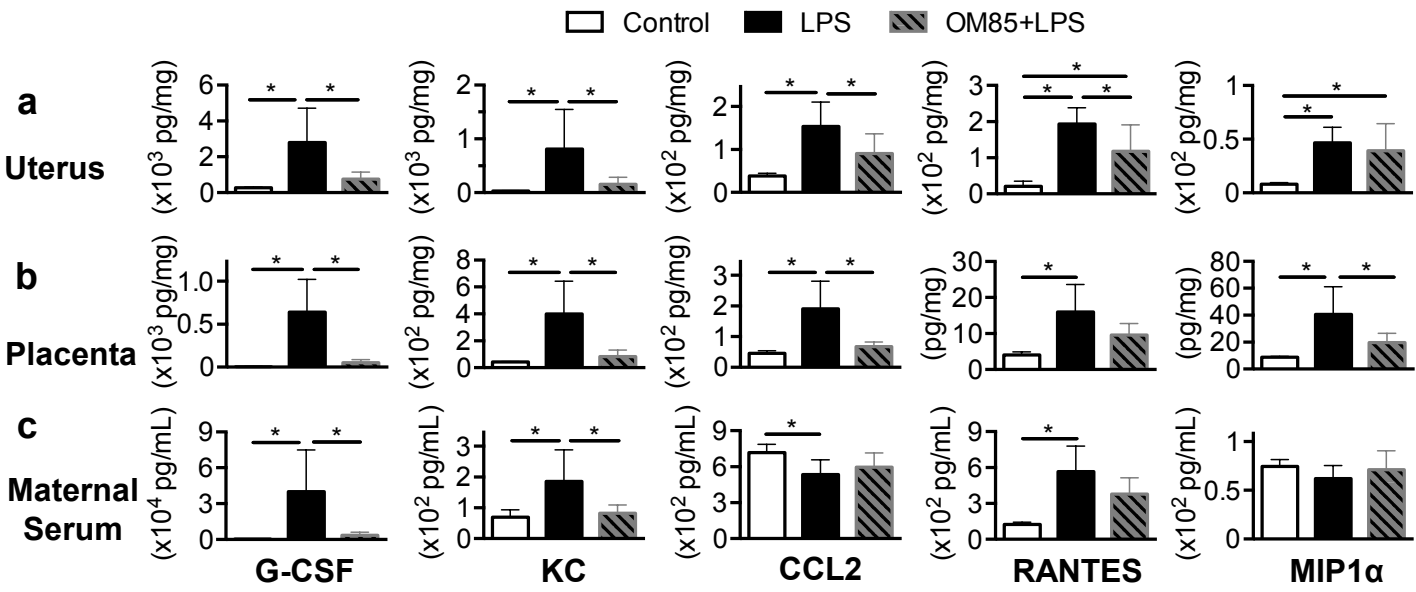 Control LPS OM85+LPS
a
Uterus
(x10³ pg/mg) 6 4 2 0 * *
(x10³ pg/mg) 2 1 0 * *
(x10² pg/mg) 2 1 0 * *
(x10² pg/mg) 3 2 1 0 * * *
(x10² pg/mg) 1 0.5 0 * *
b
Placenta
(x10³ pg/mg) 1.0 0.5 0 * *
(x10² pg/mg) 8 6 4 2 0 * *
(x10² pg/mg) 3 2 1 0 * *
(pg/mg) 30 20 10 0 *
(pg/mg) 80 60 40 20 0 * *
c
Maternal
Serum
(x10⁴ pg/mL) 9 6 3 0 * *
(x10² pg/mL) 3 2 1 0 * *
(x10² pg/mL) 9 6 3 0 *
(x10² pg/mL) 9 6 3 0 *
(x10² pg/mL) 1 0.5 0
G-CSF KC CCL2 RANTES MIP1α